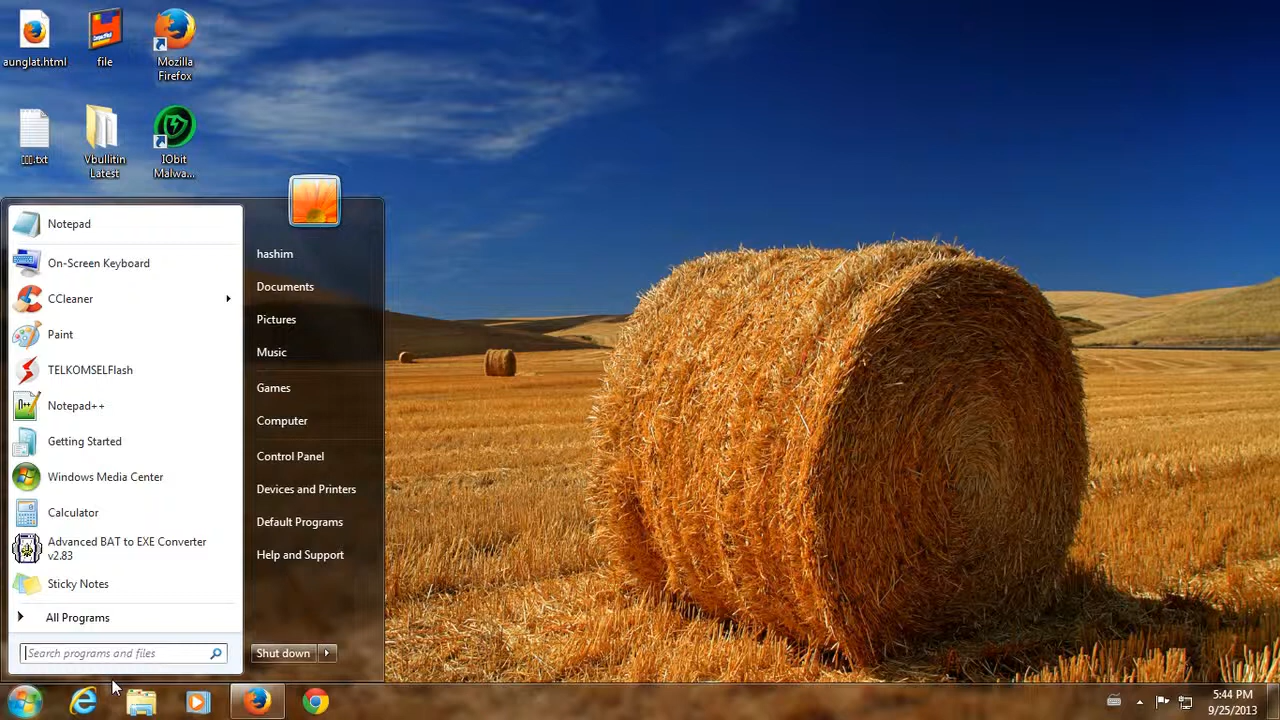 aunglat.html
file
Mozilla
Firefox
.txt
Vbullitin
Latest
IObit
Malwa...
Notepad
On-Screen Keyboard
CCleaner
Paint
TELKOMSELFlash
Notepad++
Getting Started
Windows Media Center
Calculator
Advanced BAT to EXE Converter
v2.83
Sticky Notes
All Programs
Search programs and files
hashim
Documents
Pictures
Music
Games
Computer
Control Panel
Devices and Printers
Default Programs
Help and Support
Shut down
5:44 PM
9/25/2013